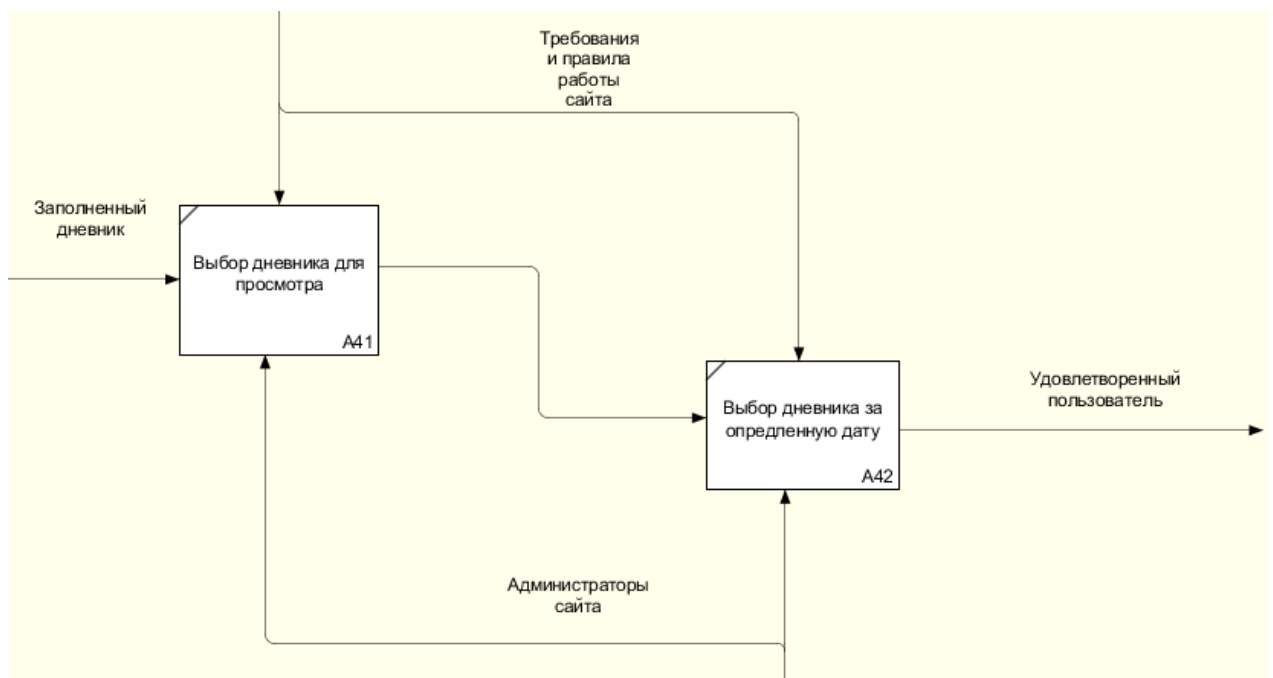 Требования
и правила
работы
сайта
Заполненный
дневник
Выбор дневника для
просмотра
A41
Удовлетворенный
пользователь
Выбор дневника за
опредленную дату
A42
Администраторы
сайта